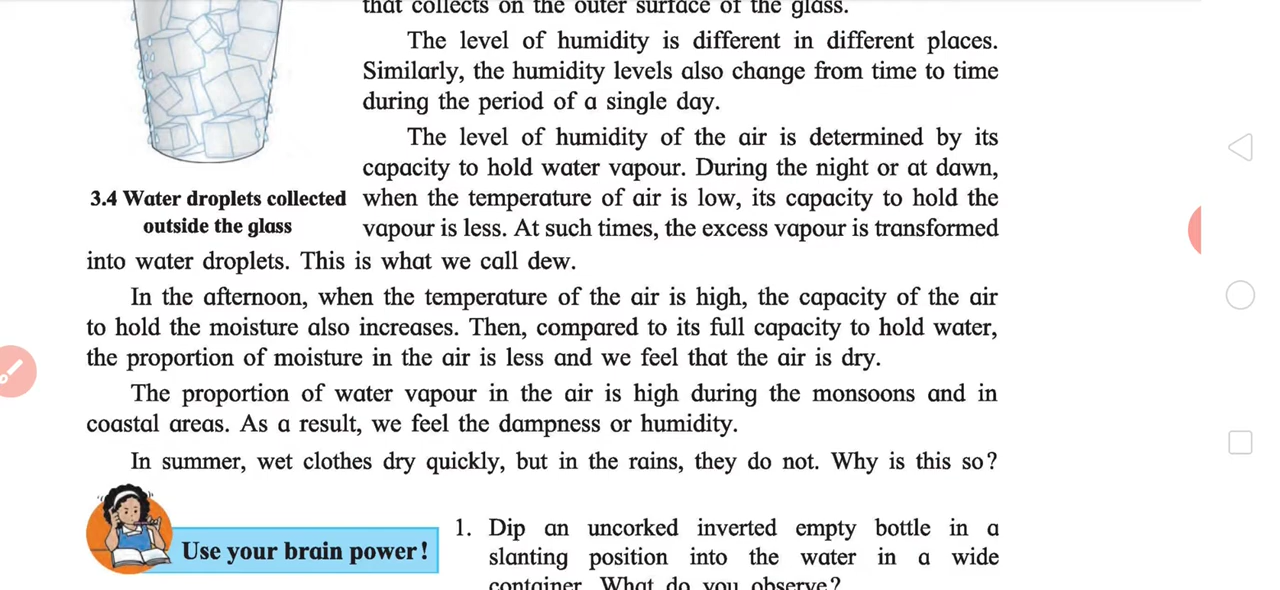 that collects on the outer surface of the glass.
The level of humidity is different in different places.
Similarly, the humidity levels also change from time to time
during the period of a single day.
The level of humidity of the air is determined by its
capacity to hold water vapour. During the night or at dawn,
3.4 Water droplets collected
outside the glass
when the temperature of air is low, its capacity to hold the
vapour is less. At such times, the excess vapour is transformed
into water droplets. This is what we call dew.
In the afternoon, when the temperature of the air is high, the capacity of the air
to hold the moisture also increases. Then, compared to its full capacity to hold water,
the proportion of moisture in the air is less and we feel that the air is dry.
The proportion of water vapour in the air is high during the monsoons and in
coastal areas. As a result, we feel the dampness or humidity.
In summer, wet clothes dry quickly, but in the rains, they do not. Why is this so?
Use your brain power!
1. Dip an uncorked inverted empty bottle in a
slanting position into the water in a wide
container. What do you observe?